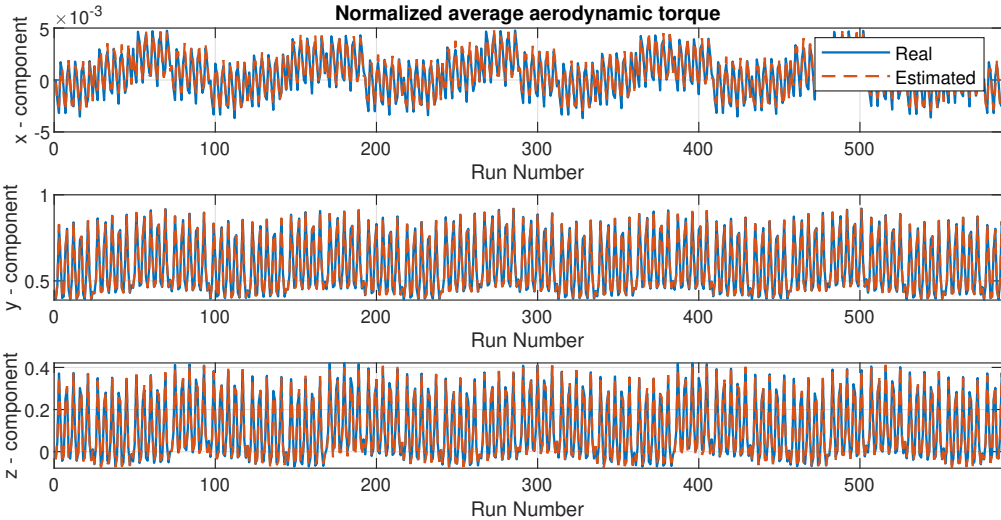 Normalized average aerodynamic torque
×10⁻³
5
0
-5
x - component
0 100 200 300 400 500
Run Number
Real
Estimated
1
0.5
y - component
0 100 200 300 400 500
Run Number
0.4
0.2
0
z - component
0 100 200 300 400 500
Run Number